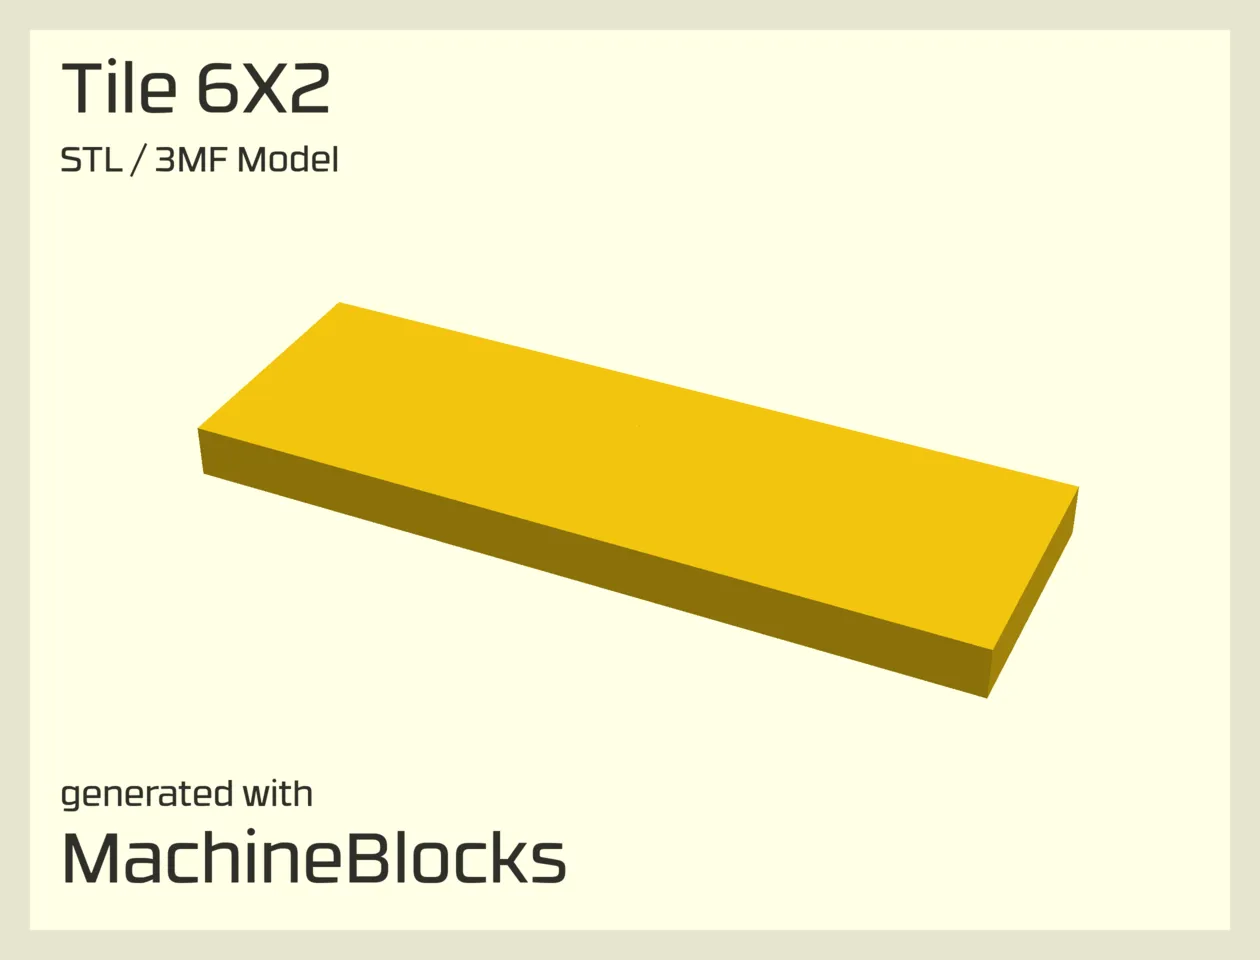 Tile 6X2
STL / 3MF Model
generated with
MachineBlocks